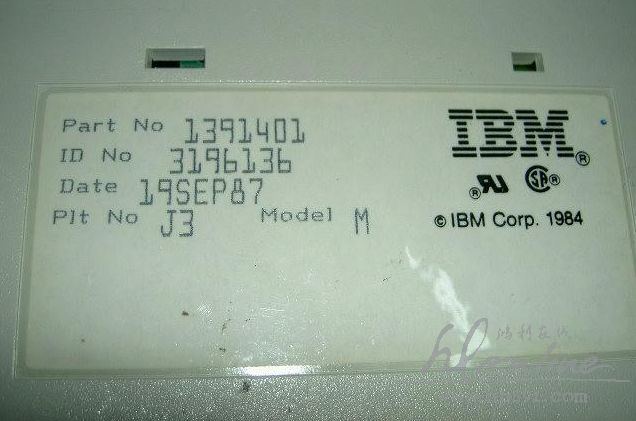 Part No 1391401
ID No 3196136
Date 19SEP87
Plt No J3 Model M
IBM®
® ®
© IBM Corp. 1984